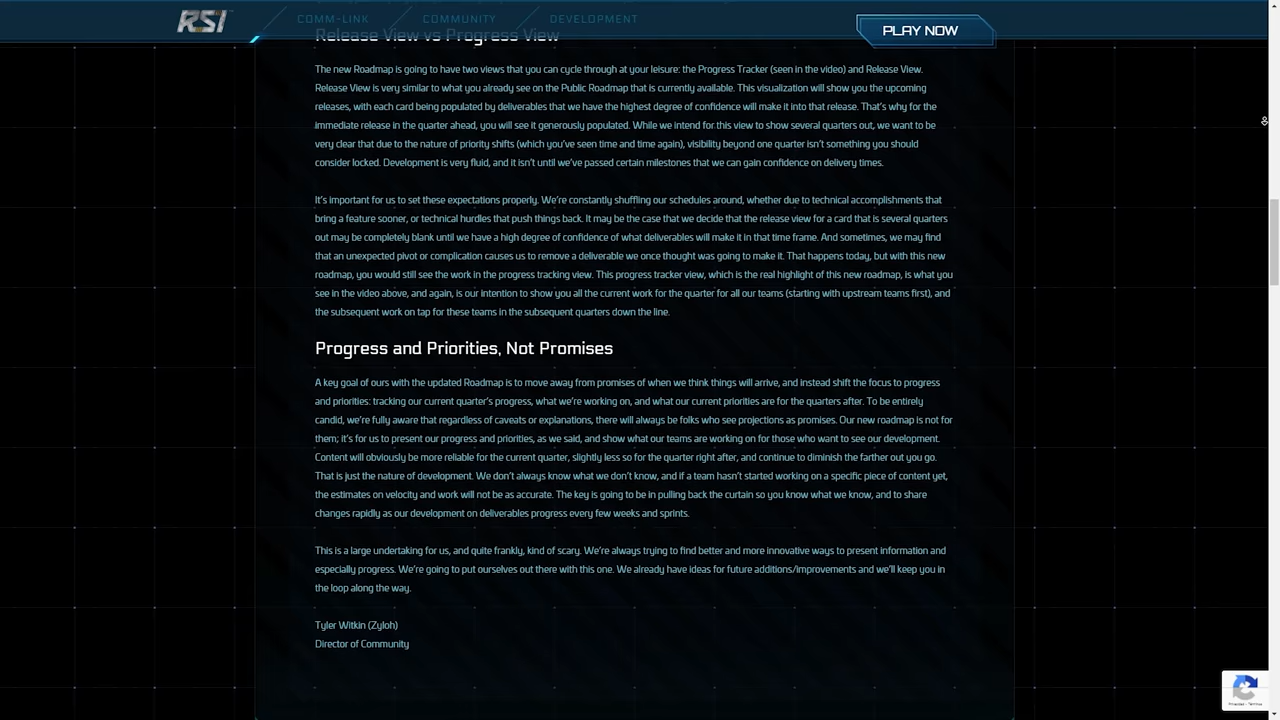 RSI
COMM-LINK
COMMUNITY
DEVELOPMENT
PLAY NOW
Release View vs Progress View
The new Roadmap is going to have two views that you can cycle through at your leisure: the Progress Tracker (seen in the video) and Release View.
Release View is very similar to what you already see on the Public Roadmap that is currently available. This visualization will show you the upcoming
releases, with each card being populated by deliverables that we have the highest degree of confidence will make it into that release. That's why for the
immediate release in the quarter ahead, you will see it generously populated. While we intend for this view to show several quarters out, we want to be
very clear that due to the nature of priority shifts (which you've seen time and time again), visibility beyond one quarter isn't something you should
consider locked. Development is very fluid, and it isn't until we've passed certain milestones that we can gain confidence on delivery times.
It's important for us to set these expectations properly. We're constantly shuffling our schedules around, whether due to technical accomplishments that
bring a feature sooner, or technical hurdles that push things back. It may be the case that we decide that the release view for a card that is several quarters
out may be completely blank until we have a high degree of confidence of what deliverables will make it in that time frame. And sometimes, we may find
that an unexpected pivot or complication causes us to remove a deliverable we once thought was going to make it. That happens today, but with this new
roadmap, you would still see the work in the progress tracking view. This progress tracker view, which is the real highlight of this new roadmap, is what you
see in the video above, and again, is our intention to show you all the current work for the quarter for all our teams (starting with upstream teams first), and
the subsequent work on tap for these teams in the subsequent quarters down the line.
Progress and Priorities, Not Promises
A key goal of ours with the updated Roadmap is to move away from promises of when we think things will arrive, and instead shift the focus to progress
and priorities: tracking our current quarter's progress, what we're working on, and what our current priorities are for the quarters after. To be entirely
candid, we're fully aware that regardless of caveats or explanations, there will always be folks who see projections as promises. Our new roadmap is not for
them; it's for us to present our progress and priorities, as we said, and show what our teams are working on for those who want to see our development.
Content will obviously be more reliable for the current quarter, slightly less so for the quarter right after, and continue to diminish the farther out you go.
That is just the nature of development. We don't always know what we don't know, and if a team hasn't started working on a specific piece of content yet,
the estimates on velocity and work will not be as accurate. The key is going to be in pulling back the curtain so you know what we know, and to share
changes rapidly as our development on deliverables progress every few weeks and sprints.
This is a large undertaking for us, and quite frankly, kind of scary. We're always trying to find better and more innovative ways to present information and
especially progress. We're going to put ourselves out there with this one. We already have ideas for future additions/improvements and we'll keep you in
the loop along the way.
Tyler Witkin (Zyloh)
Director of Community
Privacy - Terms